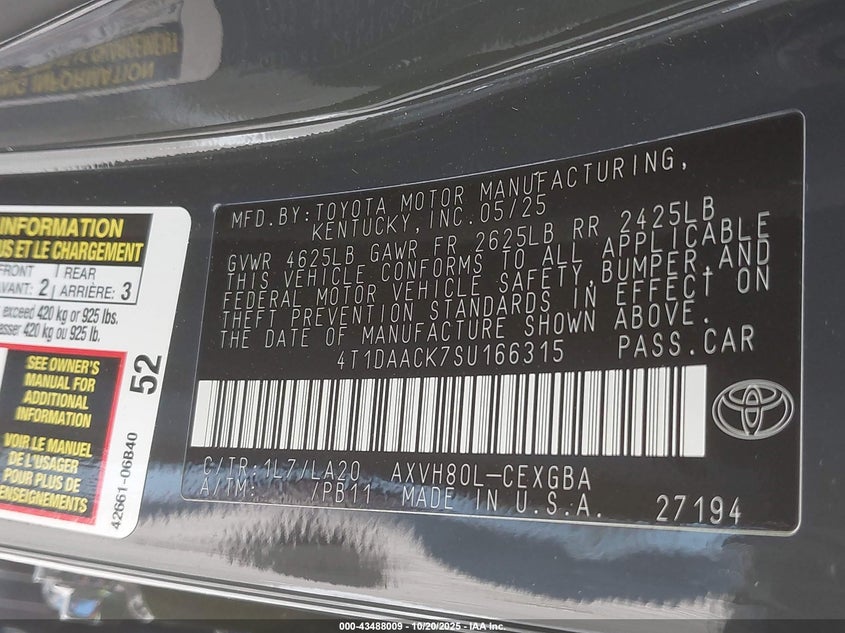 INFORMATION
US ET LE CHARGEMENT
FRONT REAR
AVANT: 2 ARRIÈRE: 3
exceed 420 kg or 925 lbs.
asser 420 kg ou 925 lb.
SEE OWNER'S
MANUAL FOR
ADDITIONAL
INFORMATION
VOIR LE MANUEL
DE L'USAGER
POUR PLUS DE
RENSEIGNEMENTS
52
42661-06B40
MFD.BY:TOYOTA MOTOR MANUFACTURING,
KENTUCKY,INC.05/25
GVWR 4625LB GAWR FR 2625LB RR 2425LB
THIS VEHICLE CONFORMS TO ALL APPLICABLE
FEDERAL MOTOR VEHICLE SAFETY,BUMPER,AND
THEFT PREVENTION STANDARDS IN EFFECT ON
THE DATE OF MANUFACTURE SHOWN ABOVE.
4T1DAACK7SU166315 PASS.CAR
C/TR:1L7/LA20 AXVH80L-CEXGBA
A/TM: /PB11 MADE IN U.S.A. 27194
000-43488009 - 10/20/2025 - IAA Inc.